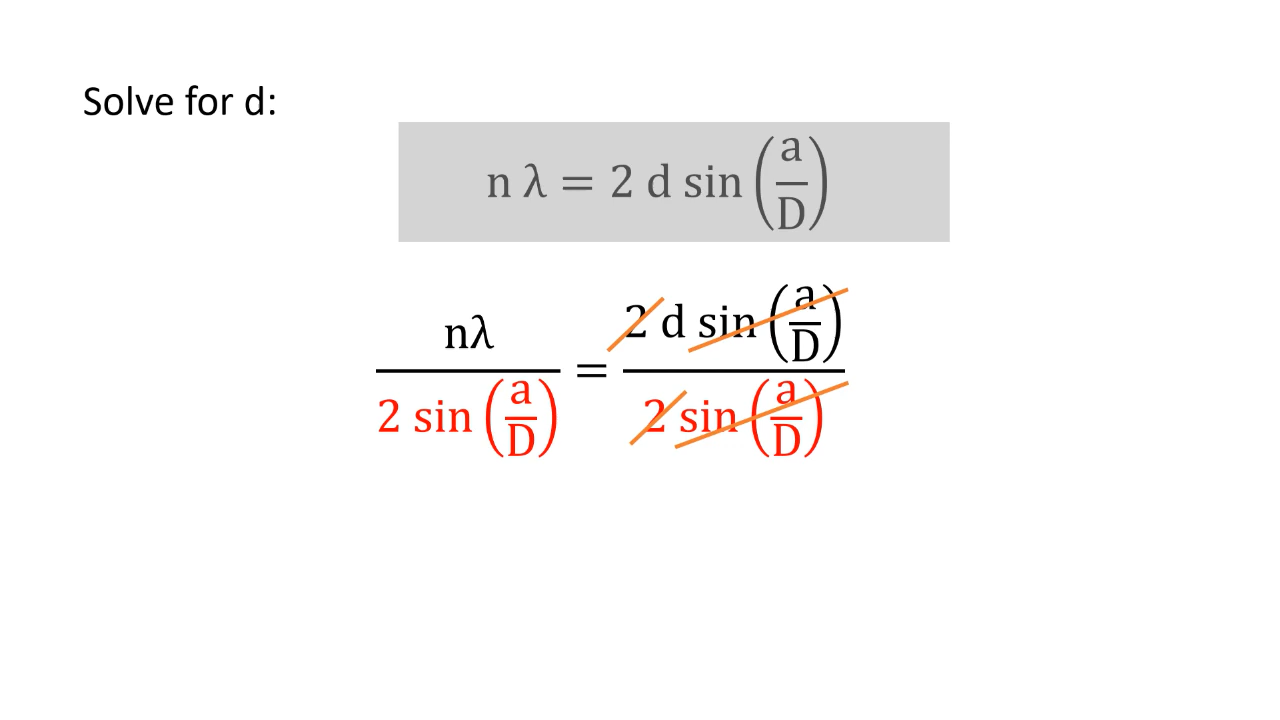 Solve for d:
n λ = 2 d sin (a/D)
nλ / 2 sin (a/D) = 2 d sin (a/D) / 2 sin (a/D)